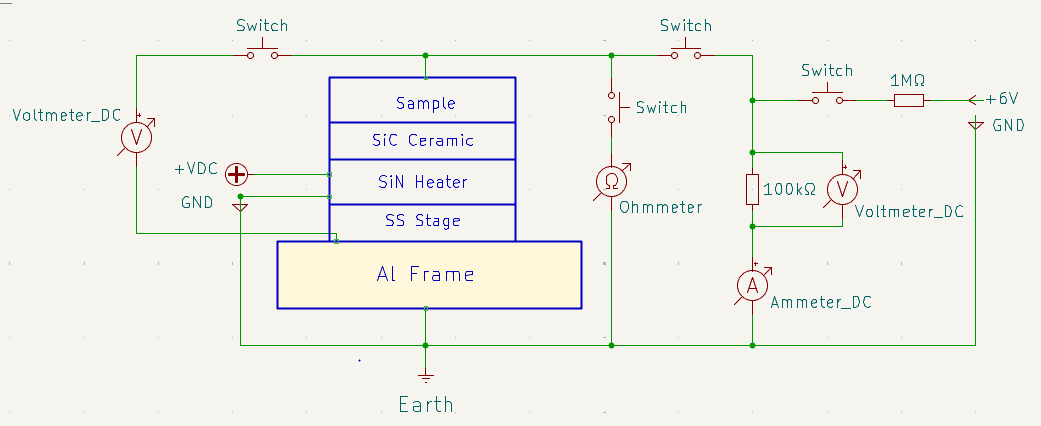 Switch
Switch
Switch
1MΩ
+6V
GND
Voltmeter_DC
V
Sample
SiC Ceramic
SiN Heater
SS Stage
Al Frame
+VDC
GND
Switch
Ω
Ohmmeter
100kΩ
V
Voltmeter_DC
A
Ammeter_DC
Earth